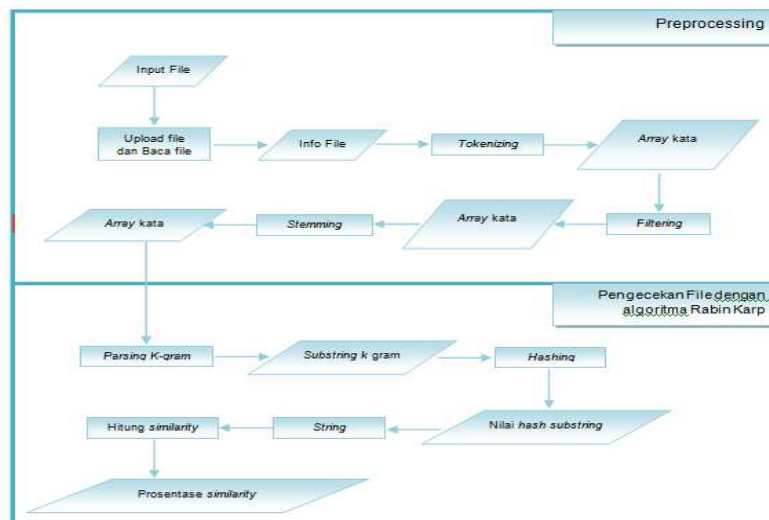 Preprocessing
Input File
Upload file
dan Baca file
Info File
Tokenizing
Array kata
Filtering
Array kata
Stemming
Array kata
Pengecekan File dengan
algoritma Rabin Karp
Parsing K-gram
Substring k gram
Hashing
Nilai hash substring
String
Hitung similarity
Prosentase similarity